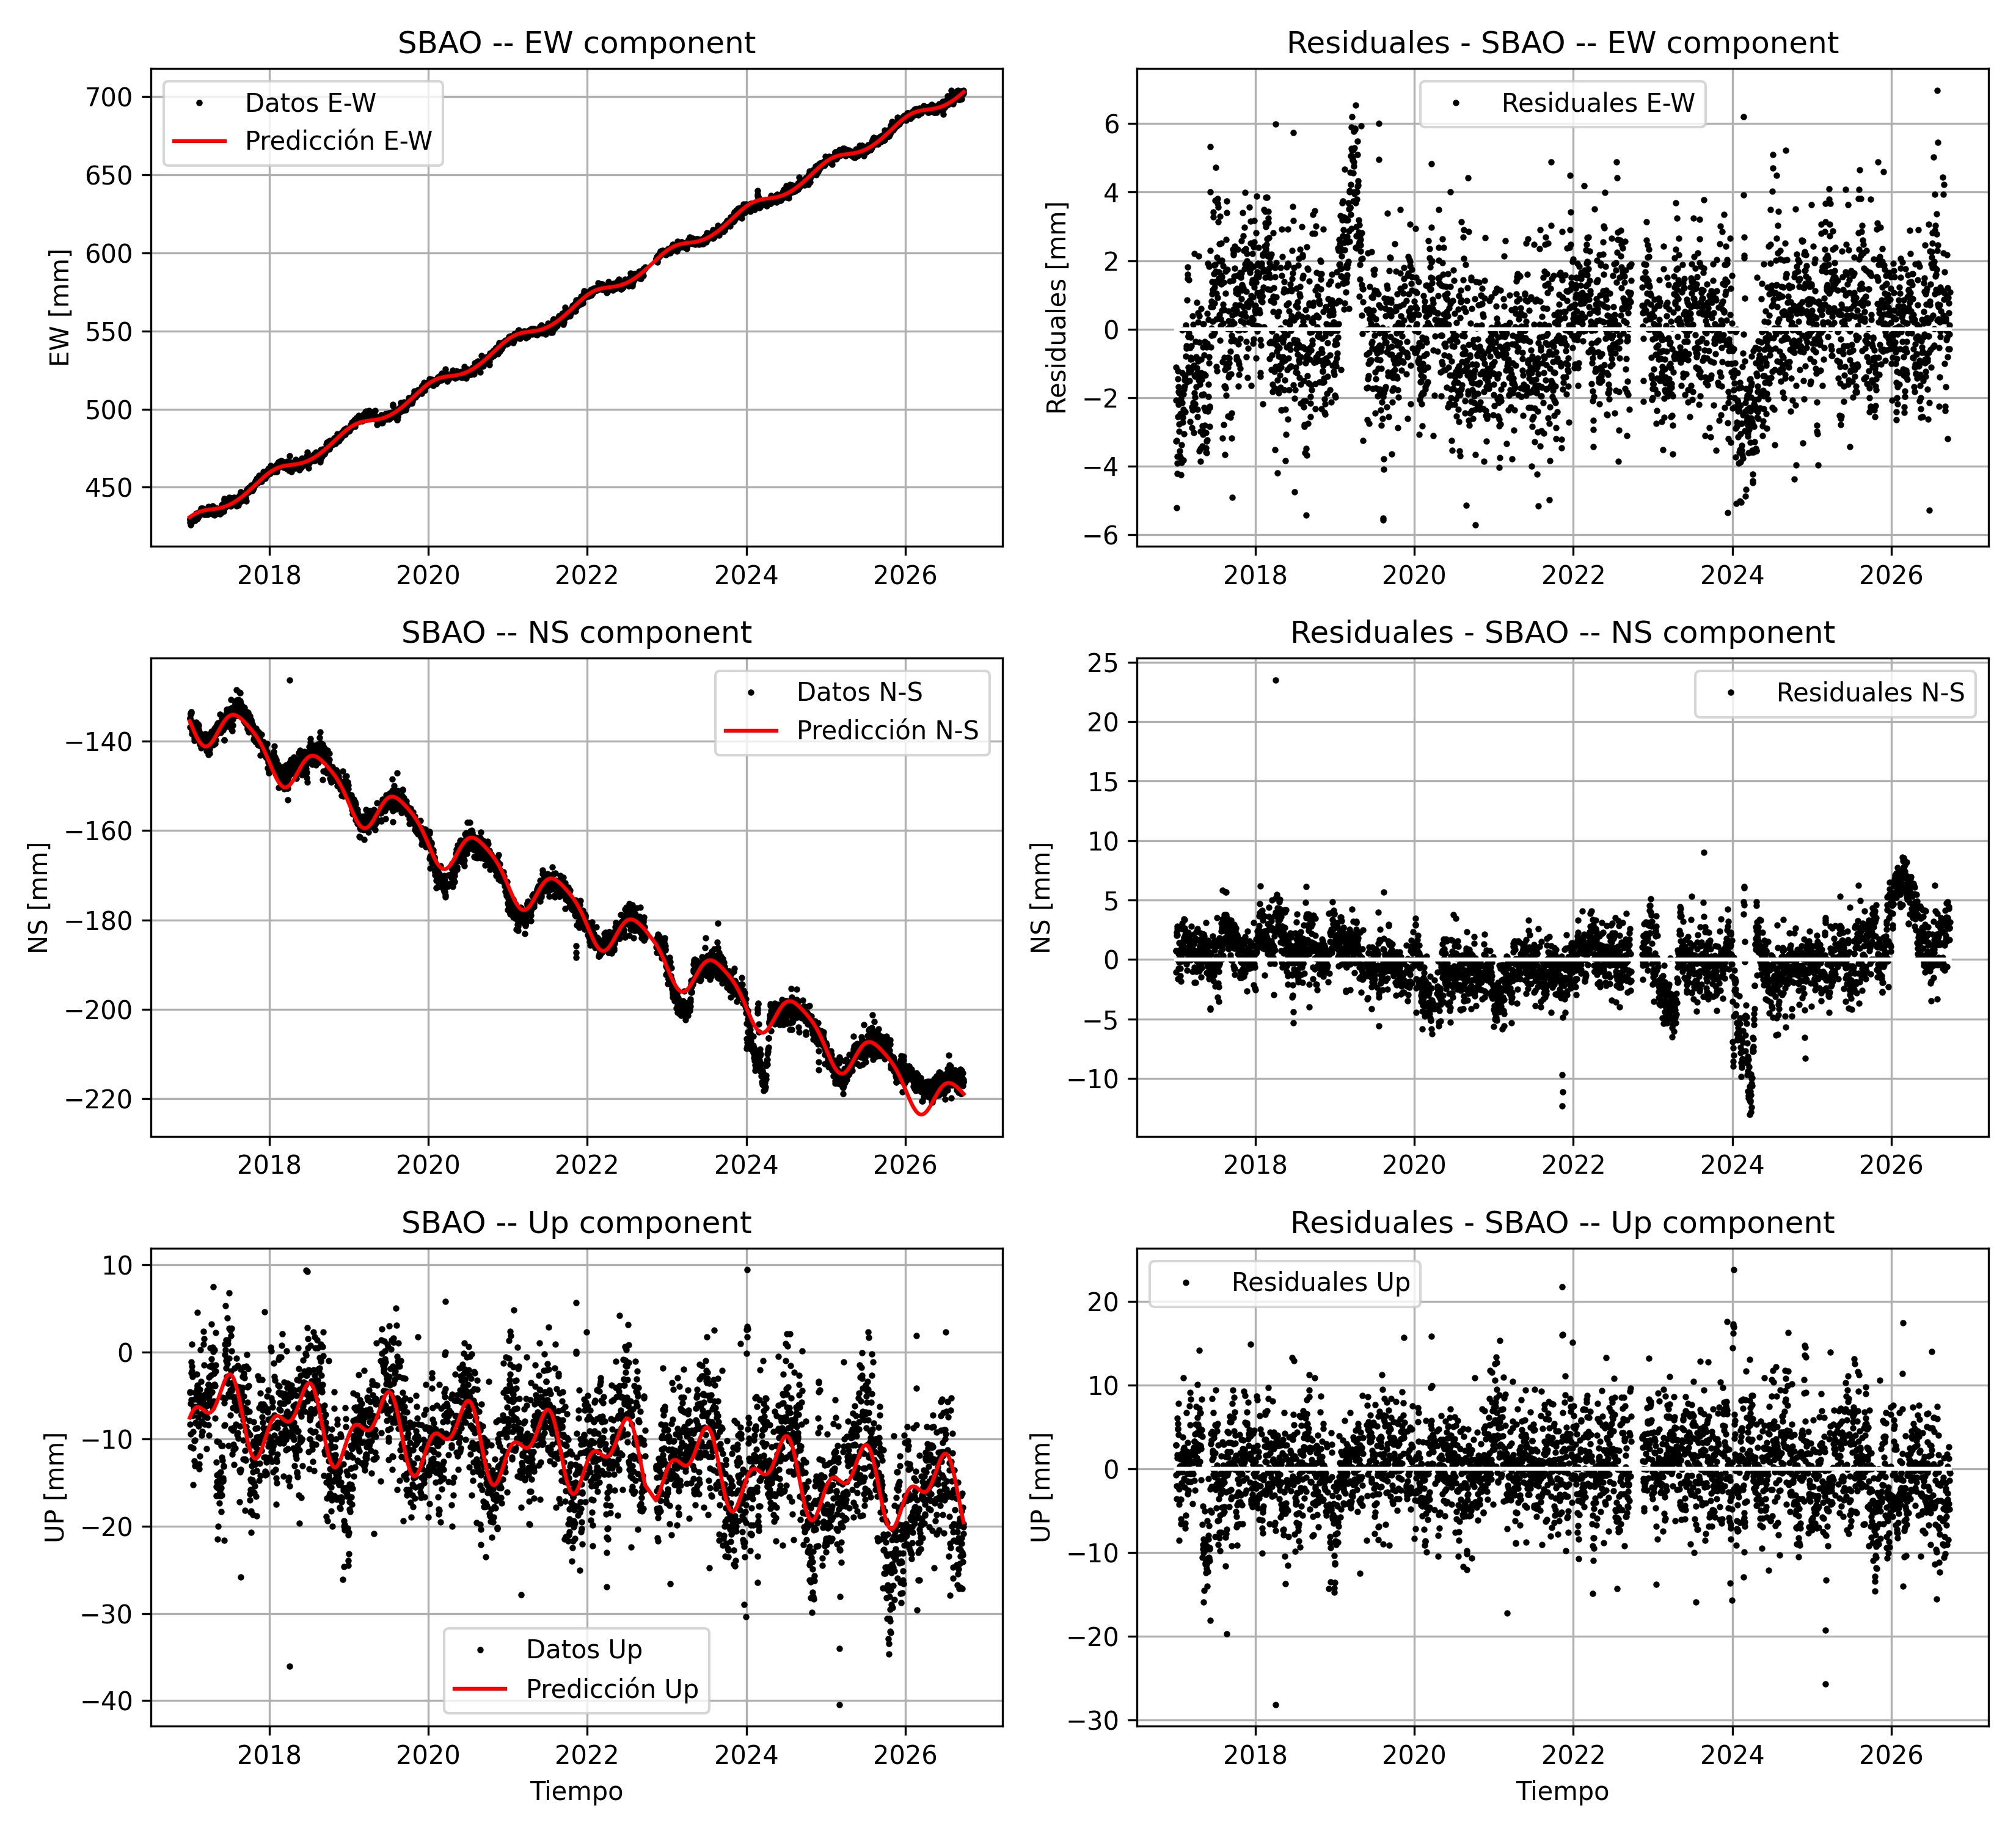 SBAO -- EW component
Datos E-W
Predicción E-W
EW [mm]
700
650
600
550
500
450
2018 2020 2022 2024 2026
Residuales - SBAO -- EW component
Residuales E-W
Residuales [mm]
6
4
2
0
−2
−4
−6
2018 2020 2022 2024 2026
SBAO -- NS component
Datos N-S
Predicción N-S
NS [mm]
−140
−160
−180
−200
−220
2018 2020 2022 2024 2026
Residuales - SBAO -- NS component
Residuales N-S
NS [mm]
25
20
15
10
5
0
−5
−10
2018 2020 2022 2024 2026
SBAO -- Up component
Datos Up
Predicción Up
UP [mm]
10
0
−10
−20
−30
−40
2018 2020 2022 2024 2026
Tiempo
Residuales - SBAO -- Up component
Residuales Up
UP [mm]
20
10
0
−10
−20
−30
2018 2020 2022 2024 2026
Tiempo